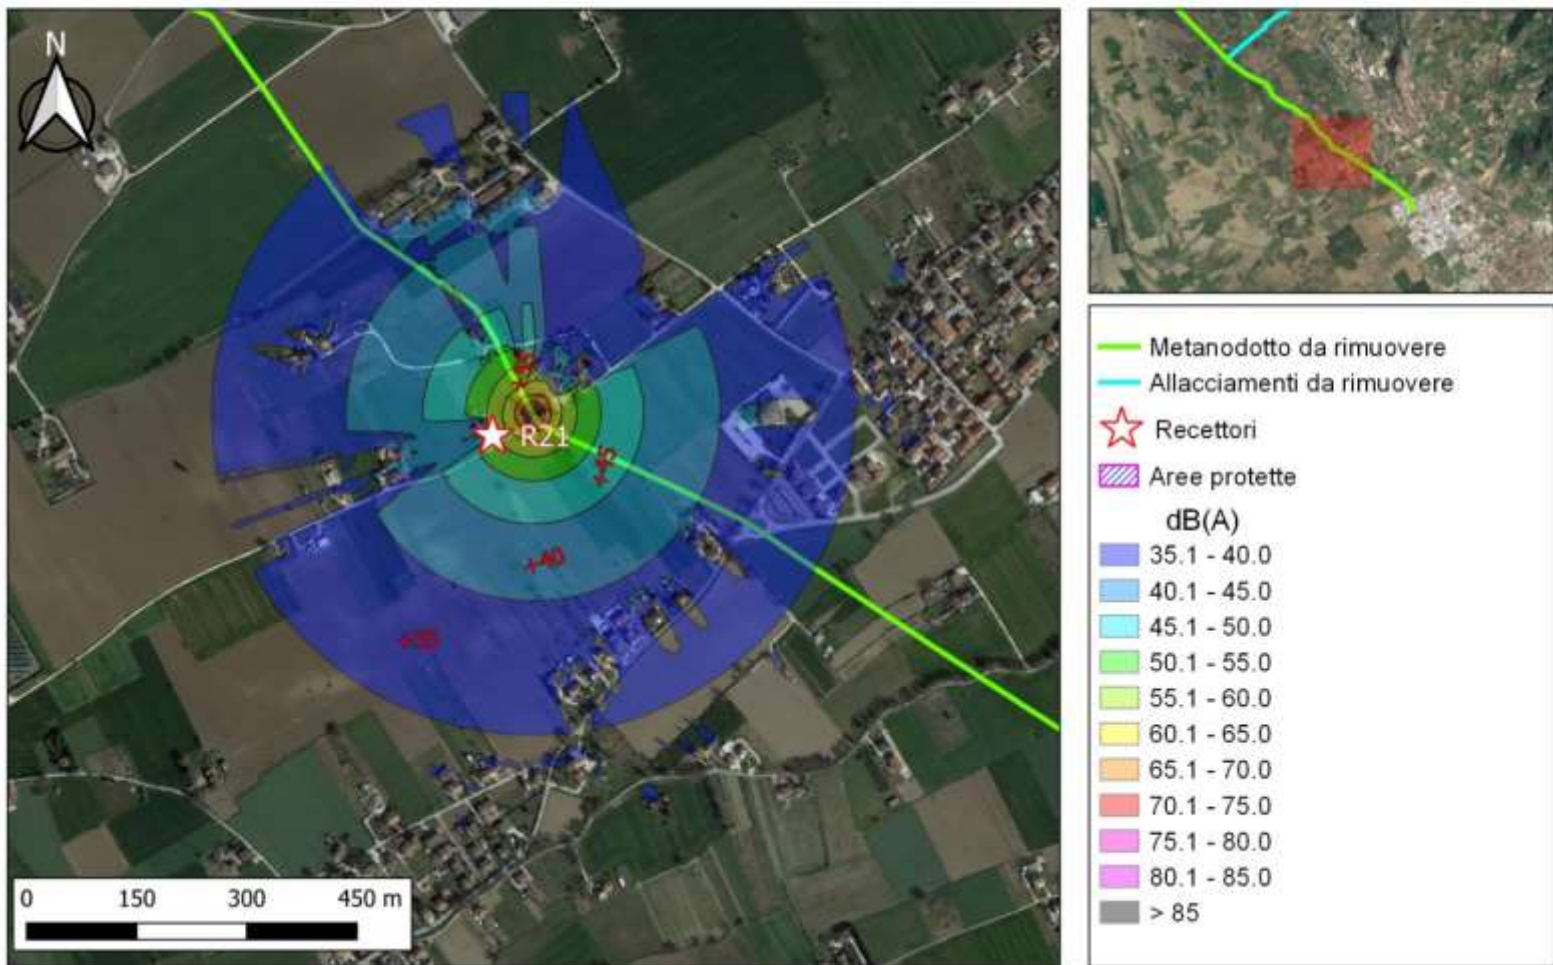 N
R21
+45
+40
+35
0 150 300 450 m
Metanodotto da rimuovere
Allacciamenti da rimuovere
Recettori
Aree protette
dB(A)
35.1 - 40.0
40.1 - 45.0
45.1 - 50.0
50.1 - 55.0
55.1 - 60.0
60.1 - 65.0
65.1 - 70.0
70.1 - 75.0
75.1 - 80.0
80.1 - 85.0
> 85